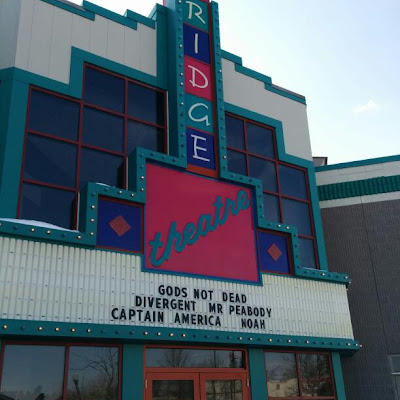 RIDGE
theatre
GODS NOT DEAD
DIVERGENT MR PEABODY
CAPTAIN AMERICA NOAH